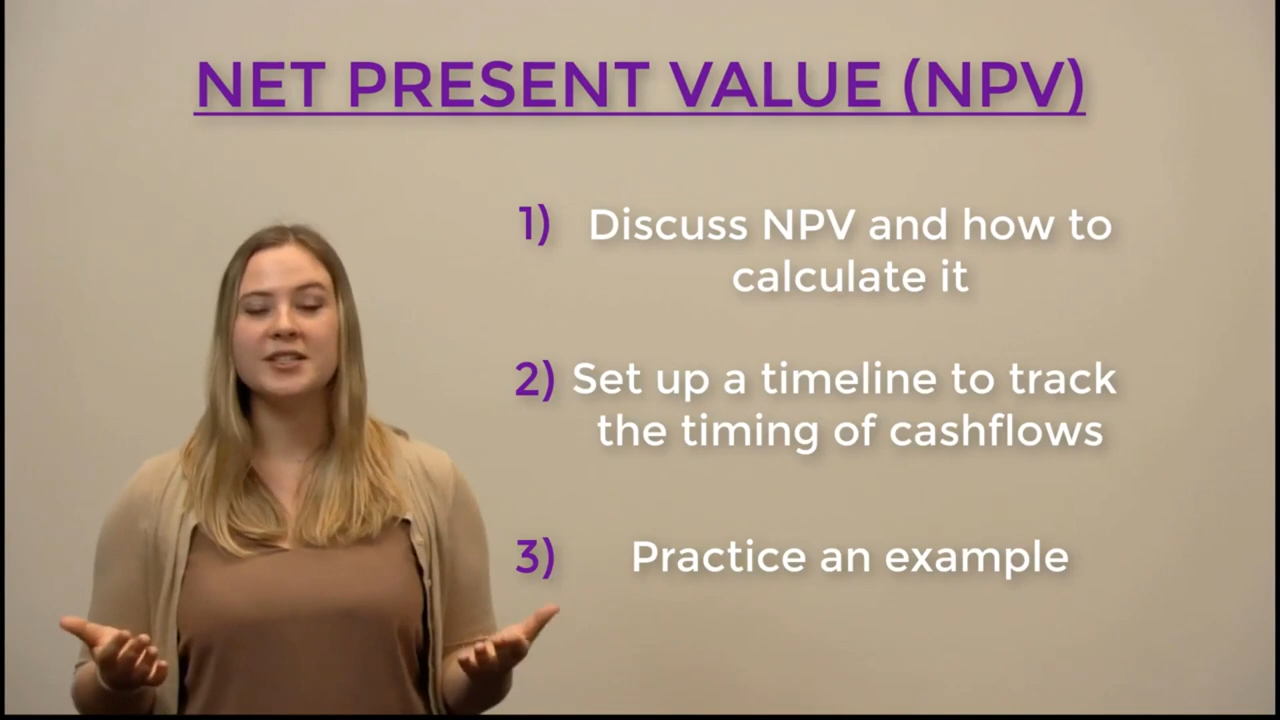 NET PRESENT VALUE (NPV)
1) Discuss NPV and how to
calculate it
2) Set up a timeline to track
the timing of cashflows
3) Practice an example